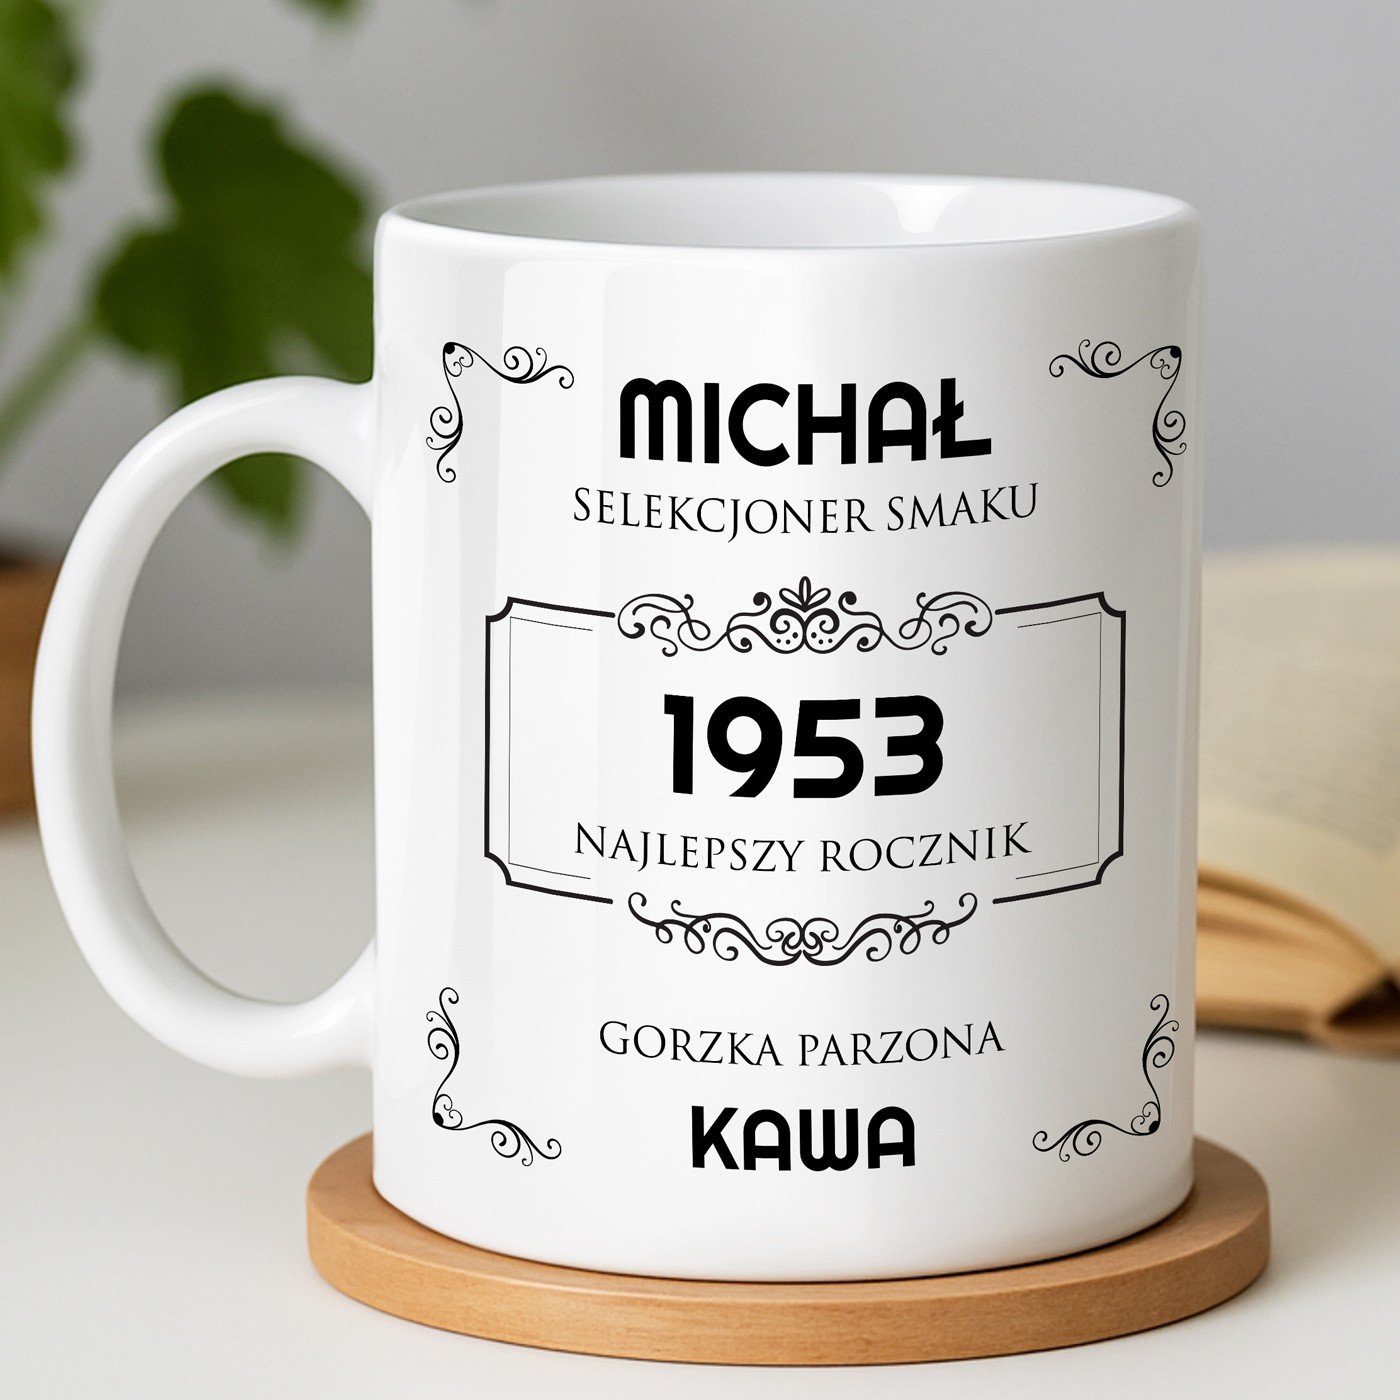 MICHAŁ
SELEKCJONER SMAKU
1953
NAJLEPSZY ROCZNIK
GORZKA PARZONA
KAWA